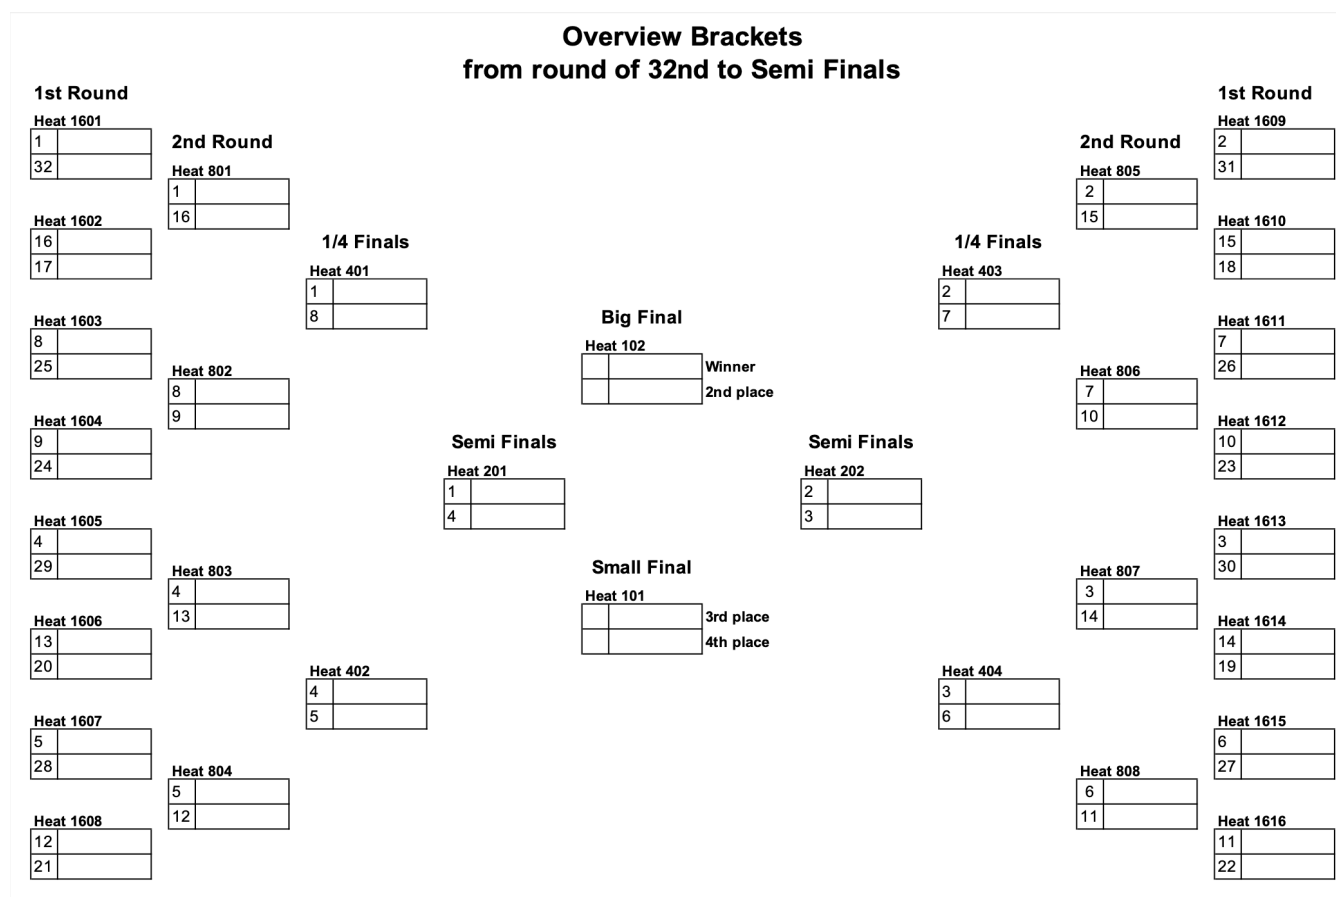 Overview Brackets
from round of 32nd to Semi Finals
1st Round
Heat 1601
1
32
Heat 1602
16
17
Heat 1603
8
25
Heat 1604
9
24
Heat 1605
4
29
Heat 1606
13
20
Heat 1607
5
28
Heat 1608
12
21
2nd Round
Heat 801
1
16
Heat 802
8
9
Heat 803
4
13
Heat 804
5
12
1/4 Finals
Heat 401
1
8
Heat 402
4
5
Semi Finals
Heat 201
1
4
Big Final
Heat 102
Winner
2nd place
Small Final
Heat 101
3rd place
4th place
Semi Finals
Heat 202
2
3
1/4 Finals
Heat 403
2
7
Heat 404
3
6
2nd Round
Heat 805
2
15
Heat 806
7
10
Heat 807
3
14
Heat 808
6
11
1st Round
Heat 1609
2
31
Heat 1610
15
18
Heat 1611
7
26
Heat 1612
10
23
Heat 1613
3
30
Heat 1614
14
19
Heat 1615
6
27
Heat 1616
11
22